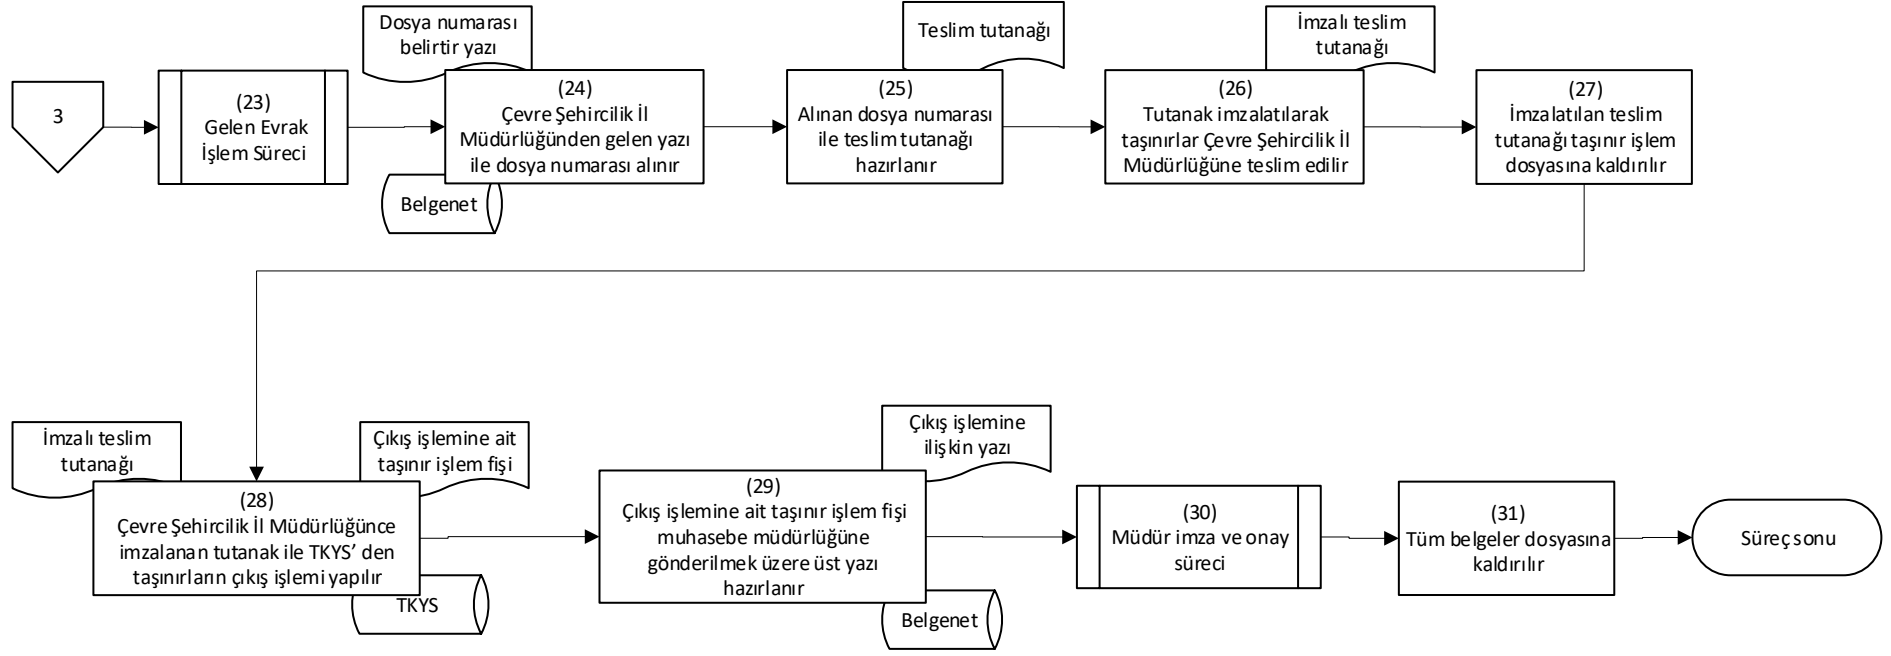 3
(23)
Gelen Evrak
İşlem Süreci
Dosya numarası
belirtir yazı
(24)
Çevre Şehircilik İl
Müdürlüğünden gelen yazı
ile dosya numarası alınır
Belgenet
Teslim tutanağı
(25)
Alınan dosya numarası
ile teslim tutanağı
hazırlanır
İmzalı teslim
tutanağı
(26)
Tutanak imzalatılarak
taşınırlar Çevre Şehircilik İl
Müdürlüğüne teslim edilir
(27)
İmzalatılan teslim
tutanağı taşınır işlem
dosyasına kaldırılır
İmzalı teslim
tutanağı
Çıkış işlemine ait
taşınır işlem fişi
(28)
Çevre Şehircilik İl Müdürlüğünce
imzalanan tutanak ile TKYS’ den
taşınırların çıkış işlemi yapılır
TKYS
Çıkış işlemine
ilişkin yazı
(29)
Çıkış işlemine ait taşınır işlem fişi
muhasebe müdürlüğüne
gönderilmek üzere üst yazı
hazırlanır
Belgenet
(30)
Müdür imza ve onay
süreci
(31)
Tüm belgeler dosyasına
kaldırılır
Süreç sonu